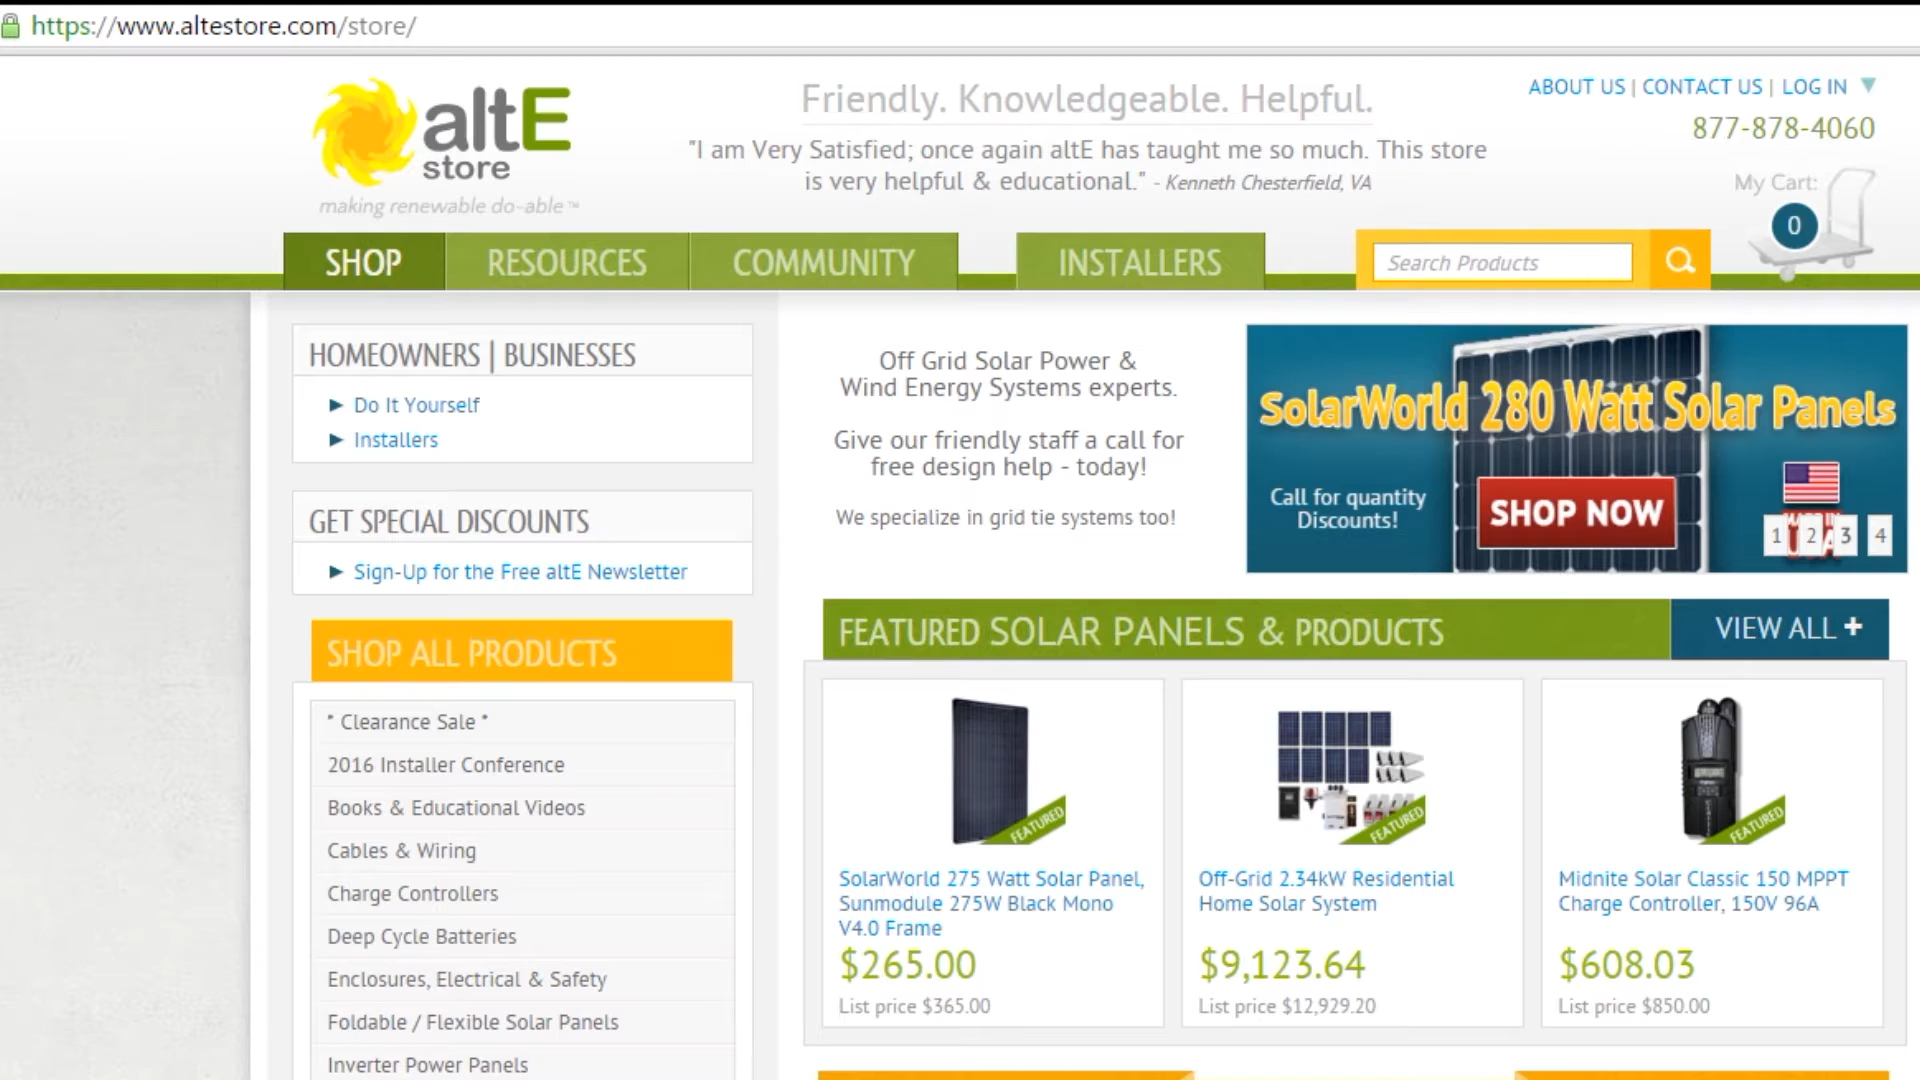 https://www.altestore.com/store/
altE
store
making renewable do-able™
Friendly. Knowledgeable. Helpful.
"I am Very Satisfied; once again altE has taught me so much. This store
is very helpful & educational." - Kenneth Chesterfield, VA
ABOUT US | CONTACT US | LOG IN
877-878-4060
My Cart:
0
SHOP
RESOURCES
COMMUNITY
INSTALLERS
Search Products
HOMEOWNERS | BUSINESSES
Do It Yourself
Installers
GET SPECIAL DISCOUNTS
Sign-Up for the Free altE Newsletter
SHOP ALL PRODUCTS
* Clearance Sale *
2016 Installer Conference
Books & Educational Videos
Cables & Wiring
Charge Controllers
Deep Cycle Batteries
Enclosures, Electrical & Safety
Foldable / Flexible Solar Panels
Inverter Power Panels
Off Grid Solar Power &
Wind Energy Systems experts.
Give our friendly staff a call for
free design help - today!
We specialize in grid tie systems too!
SolarWorld 280 Watt Solar Panels
Call for quantity
Discounts!
SHOP NOW
1 2 3 4
FEATURED SOLAR PANELS & PRODUCTS
VIEW ALL +
FEATURED
SolarWorld 275 Watt Solar Panel,
Sunmodule 275W Black Mono
V4.0 Frame
$265.00
List price $365.00
FEATURED
Off-Grid 2.34kW Residential
Home Solar System
$9,123.64
List price $12,929.20
FEATURED
Midnite Solar Classic 150 MPPT
Charge Controller, 150V 96A
$608.03
List price $850.00